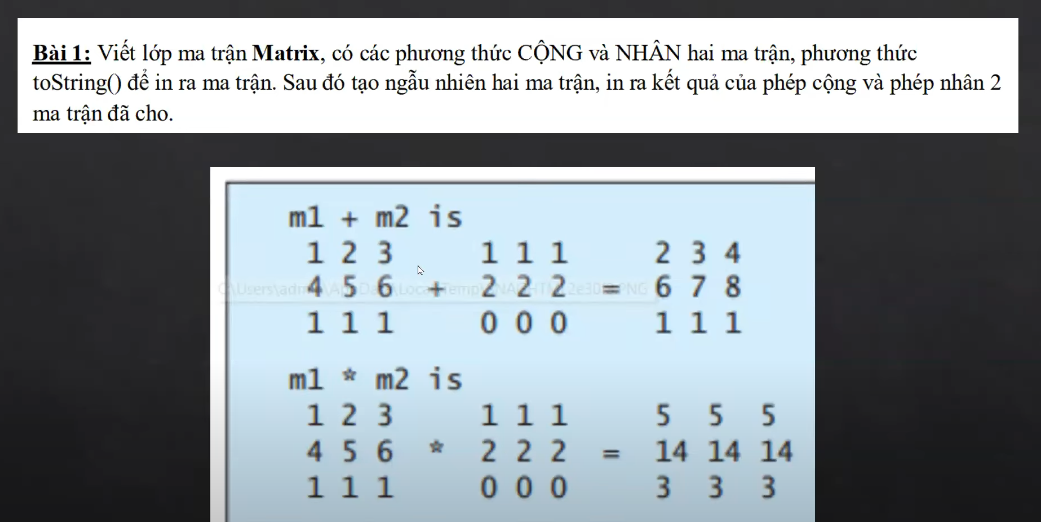 Bài 1: Viết lớp ma trận Matrix, có các phương thức CỘNG và NHÂN hai ma trận, phương thức
toString() để in ra ma trận. Sau đó tạo ngẫu nhiên hai ma trận, in ra kết quả của phép cộng và phép nhân 2
ma trận đã cho.
m1 + m2 is
1 2 3 1 1 1 2 3 4
4 5 6 + 2 2 2 = 6 7 8
1 1 1 0 0 0 1 1 1
m1 * m2 is
1 2 3 1 1 1 5 5 5
4 5 6 * 2 2 2 = 14 14 14
1 1 1 0 0 0 3 3 3